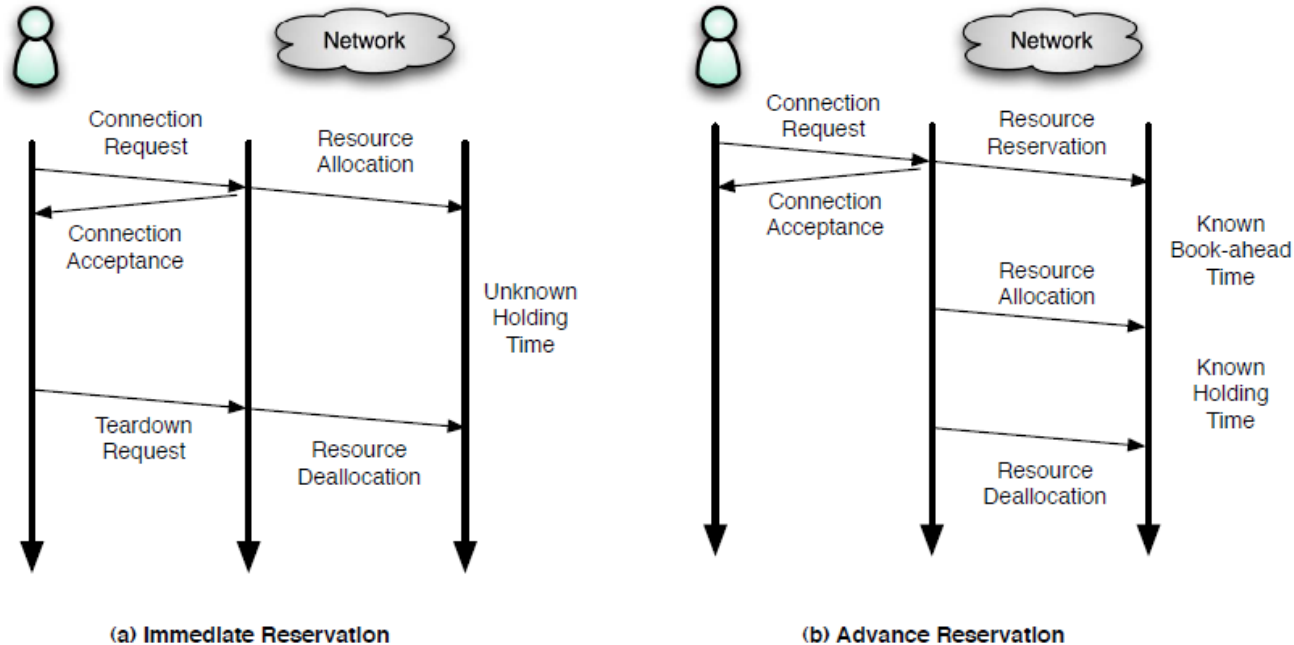 Network
Connection
Request
Resource
Allocation
Connection
Acceptance
Unknown
Holding
Time
Teardown
Request
Resource
Deallocation
(a) Immediate Reservation
Network
Connection
Request
Resource
Reservation
Connection
Acceptance
Known
Book-ahead
Time
Resource
Allocation
Known
Holding
Time
Resource
Deallocation
(b) Advance Reservation